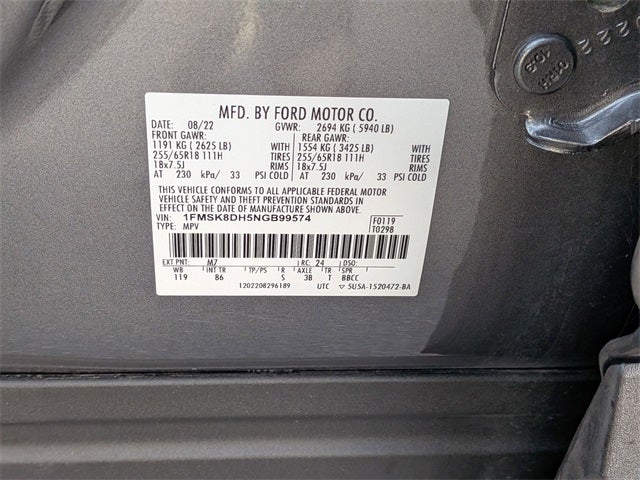 MFD. BY FORD MOTOR CO.
DATE: 08/22 GVWR: 2694 KG ( 5940 LB)
FRONT GAWR: REAR GAWR:
1191 KG ( 2625 LB) WITH 1554 KG ( 3425 LB) WITH
255/65R18 111H TIRES 255/65R18 111H TIRES
18x7.5J RIMS 18x7.5J RIMS
AT 230 kPa/ 33 PSI COLD AT 230 kPa/ 33 PSI COLD
THIS VEHICLE CONFORMS TO ALL APPLICABLE FEDERAL MOTOR
VEHICLE SAFETY AND THEFT PREVENTION STANDARDS IN
EFFECT ON THE DATE OF MANUFACTURE SHOWN ABOVE.
VIN: 1FMSK8DH5NGB99574 F0119
TYPE: MPV T0298
EXT PNT: M7 RC: 24 DSO:
WB INT TR TP/PS R AXLE TR SPR
119 86 S 3B T BBCC
1202208296189 UTC ▽ 5U5A-1520472-BA
222